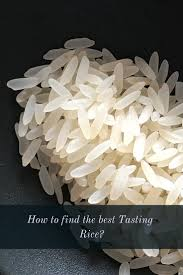 How to find the best Tasting
Rice?